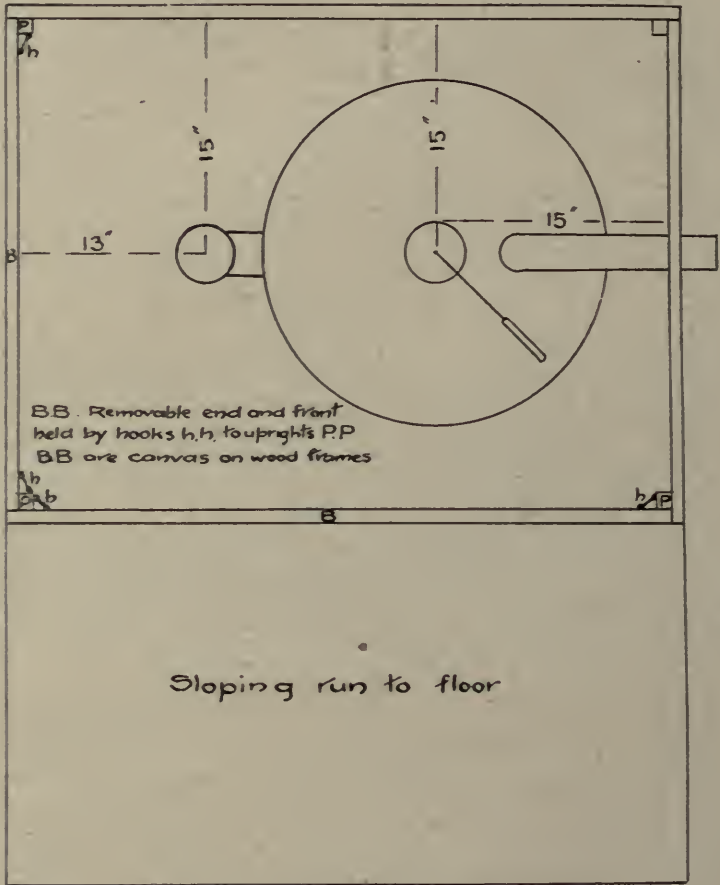 P
h
15"
15"
15"
13"
B
B.B. Removable end and front
held by hooks h.h. to uprights P.P
BB are canvas on wood frames
h
P h
h P
B
Sloping run to floor